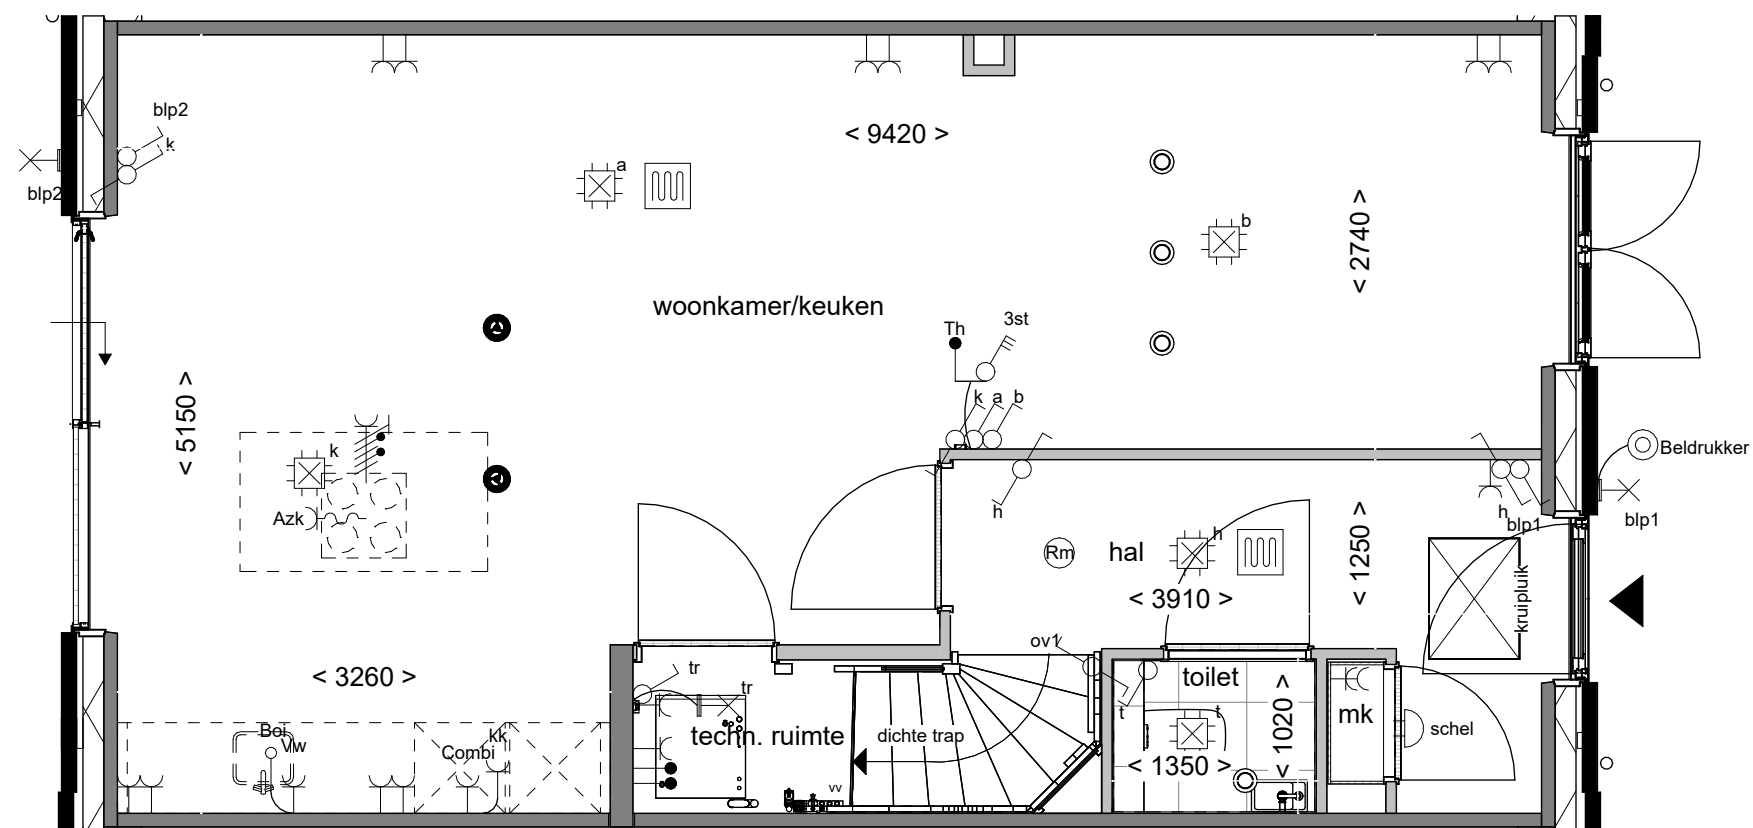 blp2
k
blp2
< 9420 >
a
b
< 2740 >
woonkamer/keuken
Th
3st
k a b
< 5150 >
k
Azk
Beldrukker
h
h
blp1
blp1
Rm
hal
h
< 1250 >
< 3910 >
kruipluik
ov1
< 3260 >
tr
tr
toilet
t
t
< 1020 >
mk
schel
Boi
Vw
kk
Combi
techn. ruimte
dichte trap
< 1350 >
vv